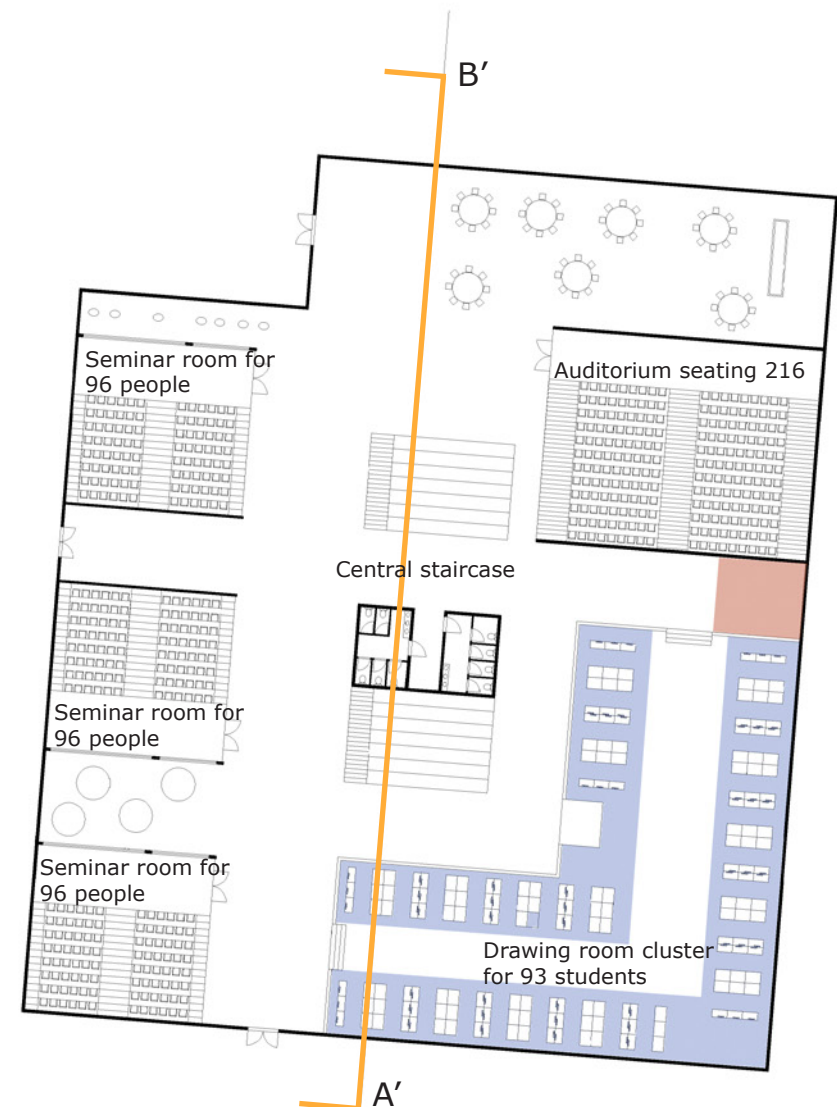 B′
Seminar room for
96 people
Auditorium seating 216
Central staircase
Seminar room for
96 people
Seminar room for
96 people
Drawing room cluster
for 93 students
A′